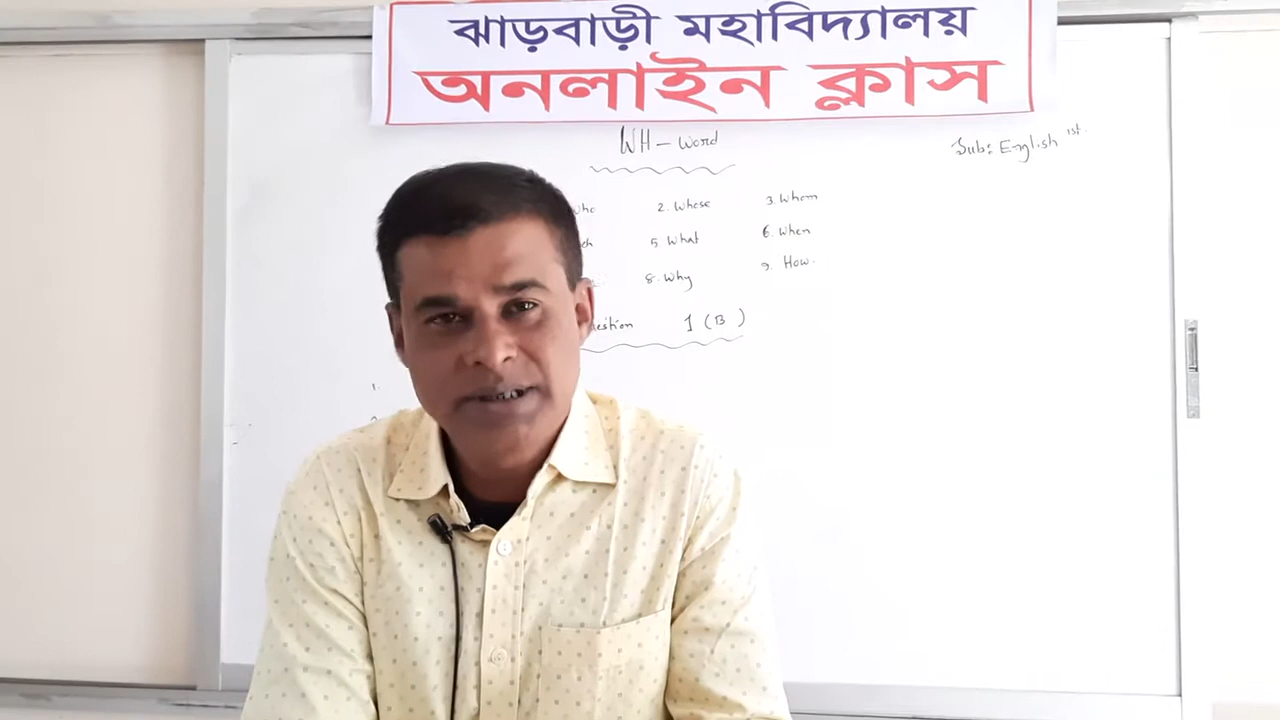 ঝাড়বাড়ী মহাবিদ্যালয়
অনলাইন ক্লাস
WH - Word
Sub: English 1st
2. Whose 3. Whom
5 What 6. When
8. Why 9. How.
1 (B)
1.